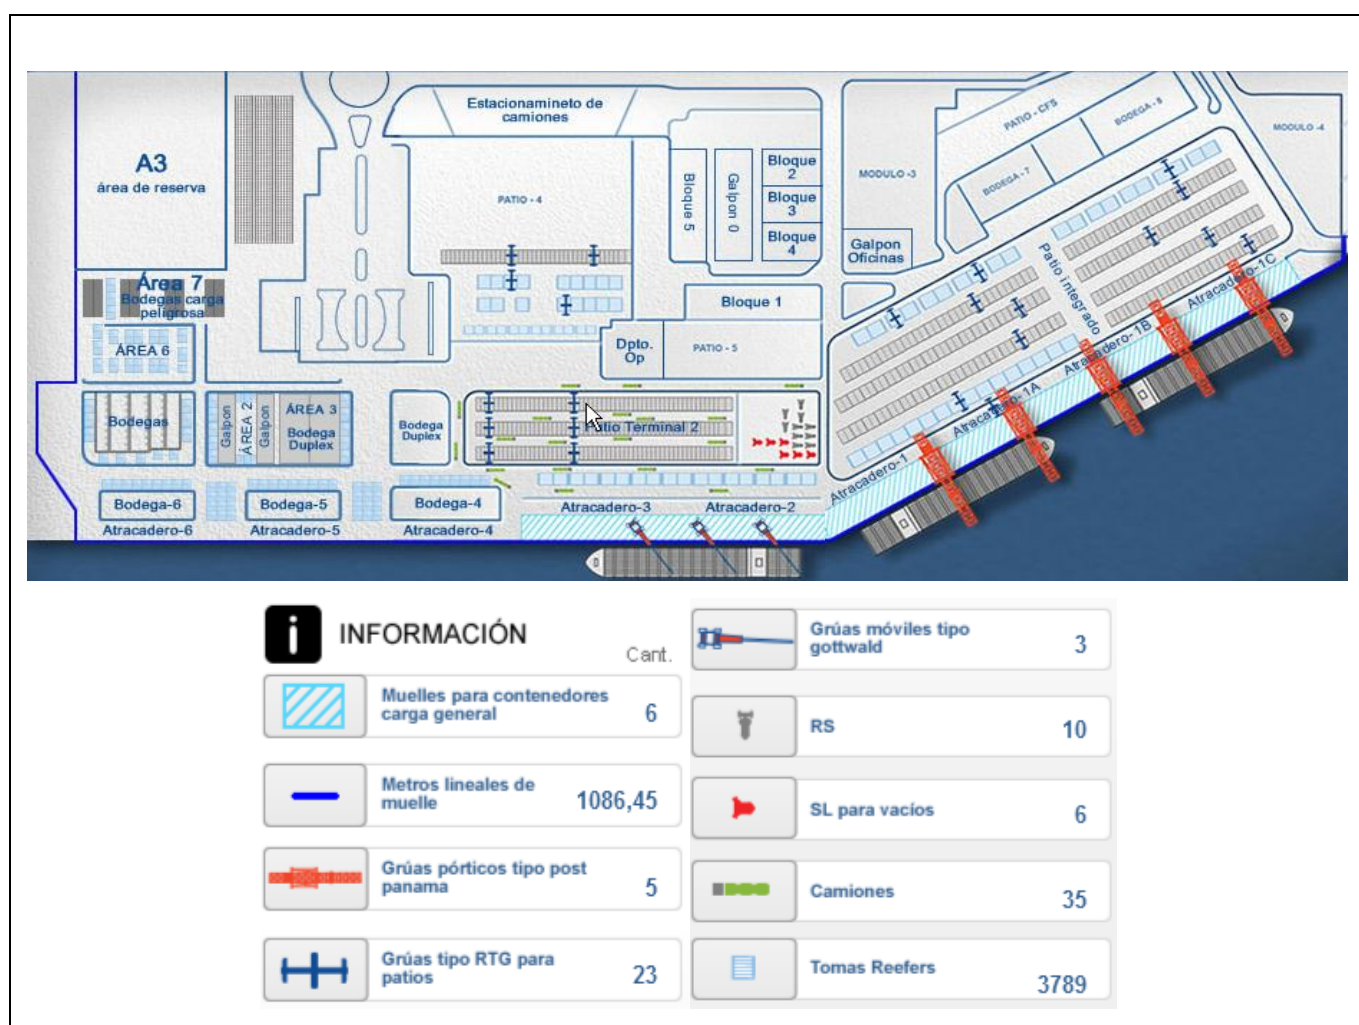 Estacionamineto de
camiones
A3
área de reserva
PATIO - 4
Bloque 5
Galpon 0
Bloque
2
Bloque
3
Bloque
4
MODULO -3
PATIO - CFS
BODEGA - 8
BODEGA - 7
MODULO -4
Galpon
Oficinas
Patio integrado
Área 7
Bodegas carga
peligrosa
ÁREA 6
Bloque 1
Dpto.
Op
PATIO - 5
Bodegas
Galpon
ÁREA 2
Galpon
ÁREA 3
Bodega
Duplex
Bodega
Duplex
Patio Terminal 2
Atracadero-1C
Atracadero-1B
Atracadero-1A
Atracadero-1
Bodega-6
Bodega-5
Bodega-4
Atracadero-3
Atracadero-2
Atracadero-6
Atracadero-5
Atracadero-4
i INFORMACIÓN
Cant.
Muelles para contenedores
carga general 6
Metros lineales de
muelle 1086,45
Grúas pórticos tipo post
panama 5
Grúas tipo RTG para
patios 23
Grúas móviles tipo
gottwald 3
RS 10
SL para vacíos 6
Camiones 35
Tomas Reefers 3789